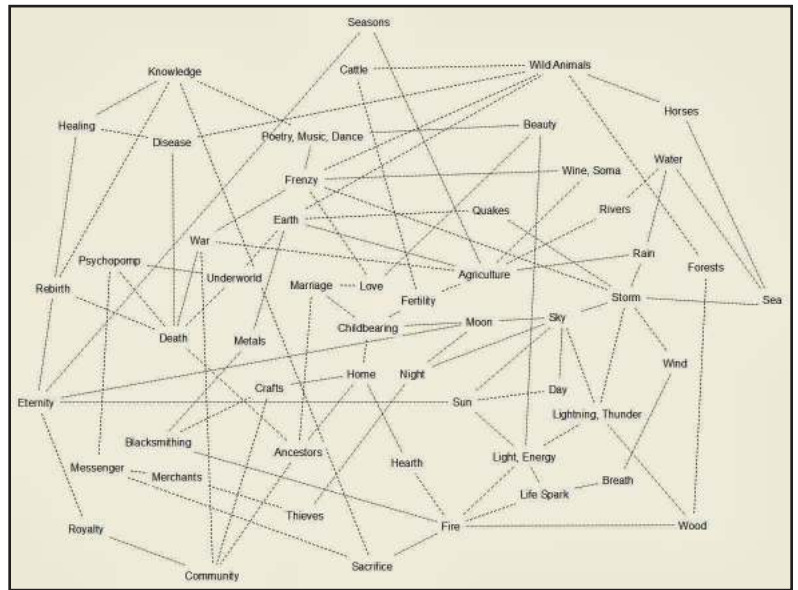 Seasons
Wild Animals
Cattle
Knowledge
Horses
Beauty
Healing
Poetry, Music, Dance
Disease
Water
Wine, Soma
Frenzy
Quakes
Rivers
Earth
War
Rain
Psychopomp
Forests
Agriculture
Underworld
Marriage
Love
Rebirth
Storm
Fertility
Sea
Sky
Moon
Childbearing
Death
Metals
Wind
Home
Night
Crafts
Day
Eternity
Sun
Lightning, Thunder
Blacksmithing
Ancestors
Light, Energy
Hearth
Messenger
Merchants
Breath
Life Spark
Thieves
Fire
Wood
Royalty
Sacrifice
Community